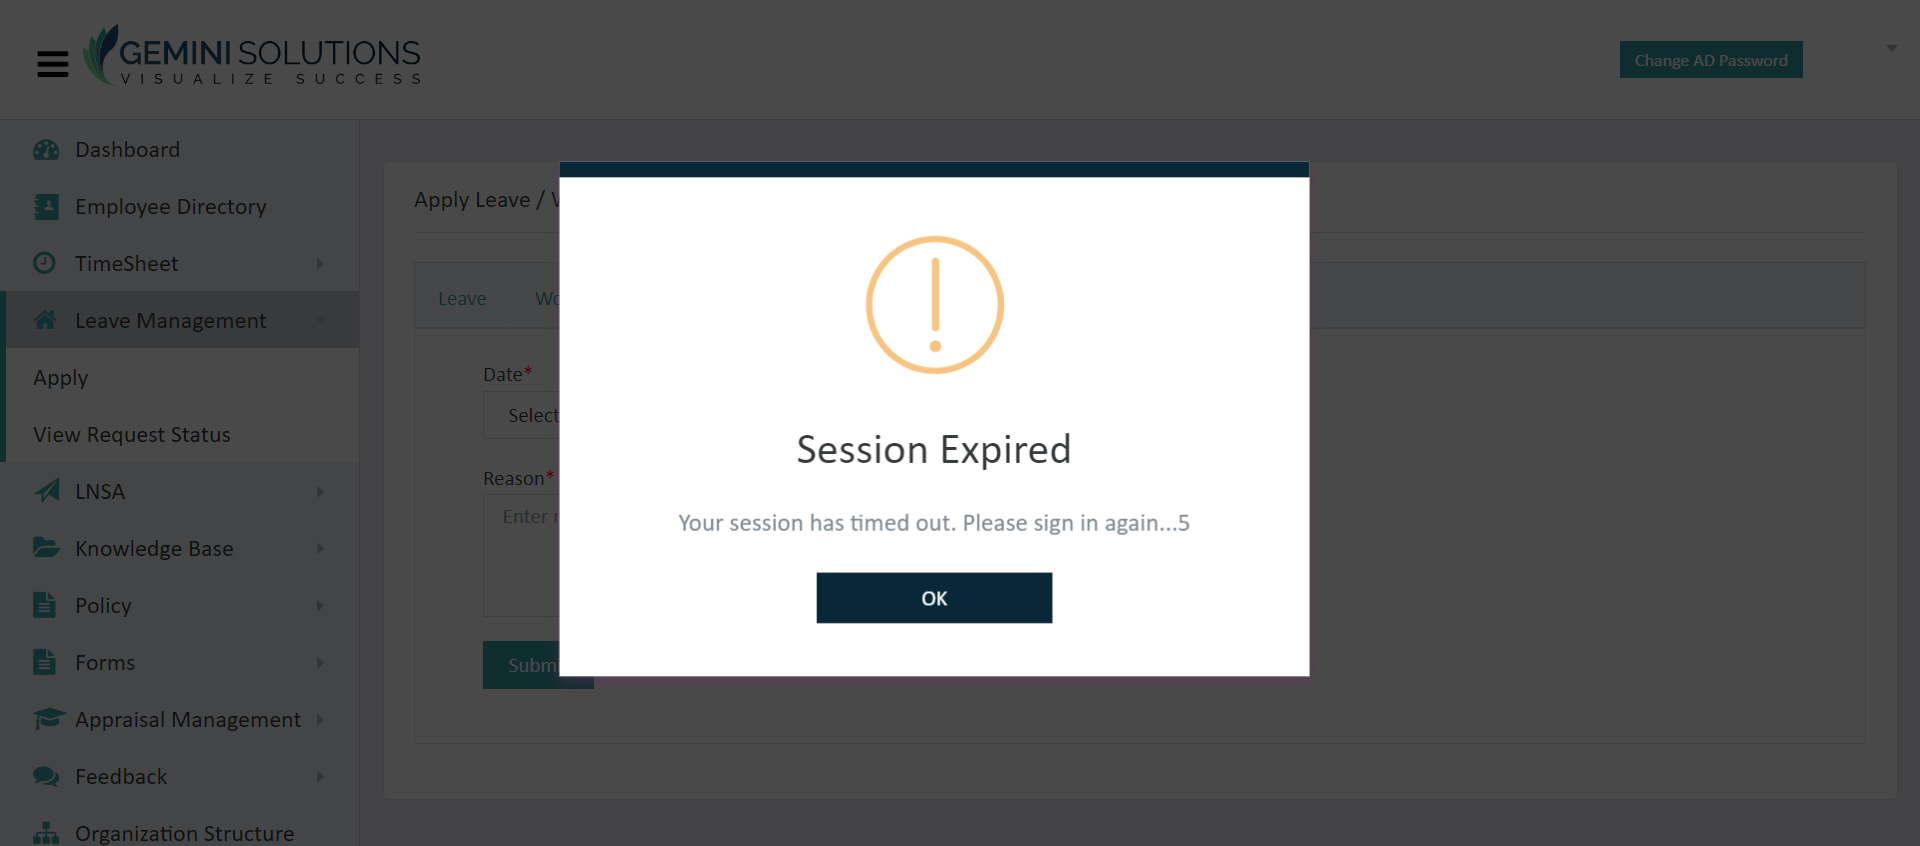 GEMINI SOLUTIONS
VISUALIZE SUCCESS
Change AD Password
Dashboard
Employee Directory
TimeSheet
Leave Management
Apply
View Request Status
LNSA
Knowledge Base
Policy
Forms
Appraisal Management
Feedback
Organization Structure
Apply Leave /
Leave
Date*
Select
Reason*
Enter
Session Expired
Your session has timed out. Please sign in again...5
OK